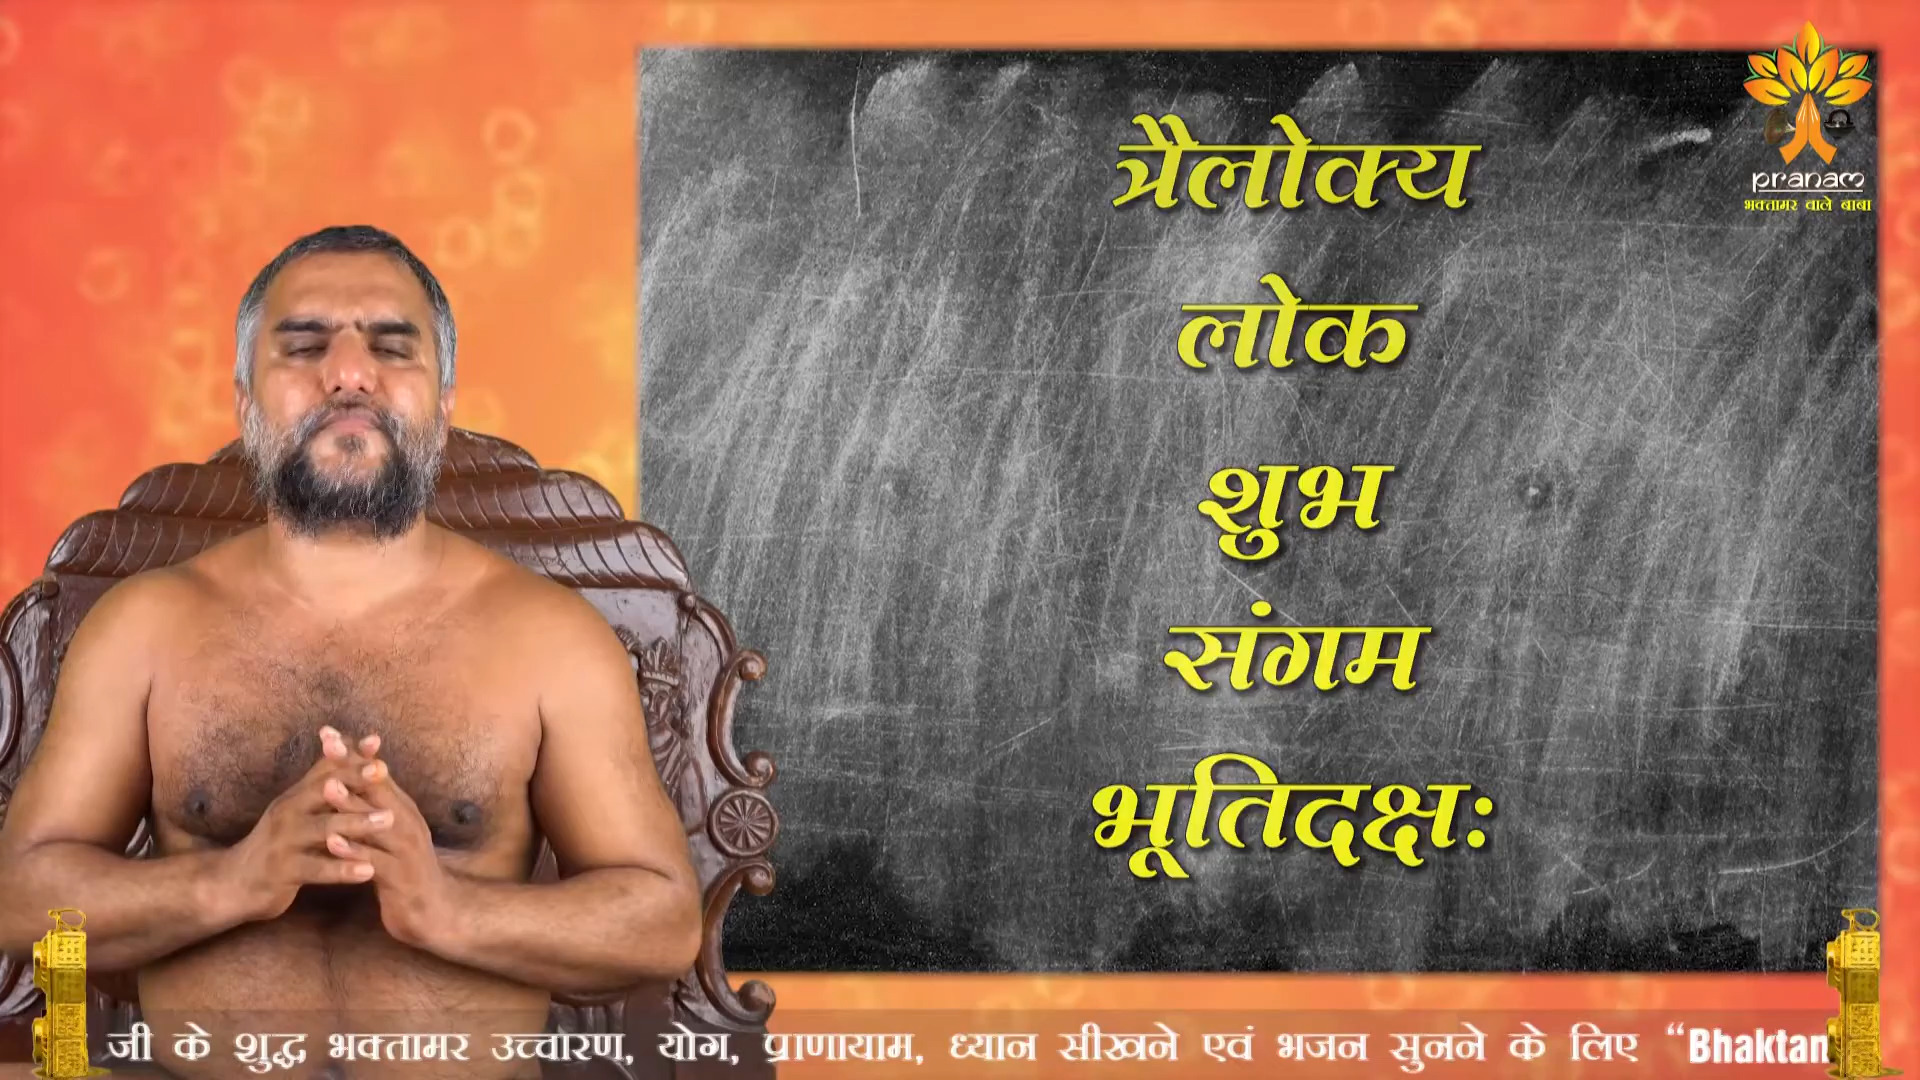 त्रैलोक्य
लोक
शुभ
संगम
भूतिदक्षः
pranam
भक्तामर वाले बाबा
जी के शुद्ध भक्तामर उच्चारण, योग, प्राणायाम, ध्यान सीखने एवं भजन सुनने के लिए “Bhaktan